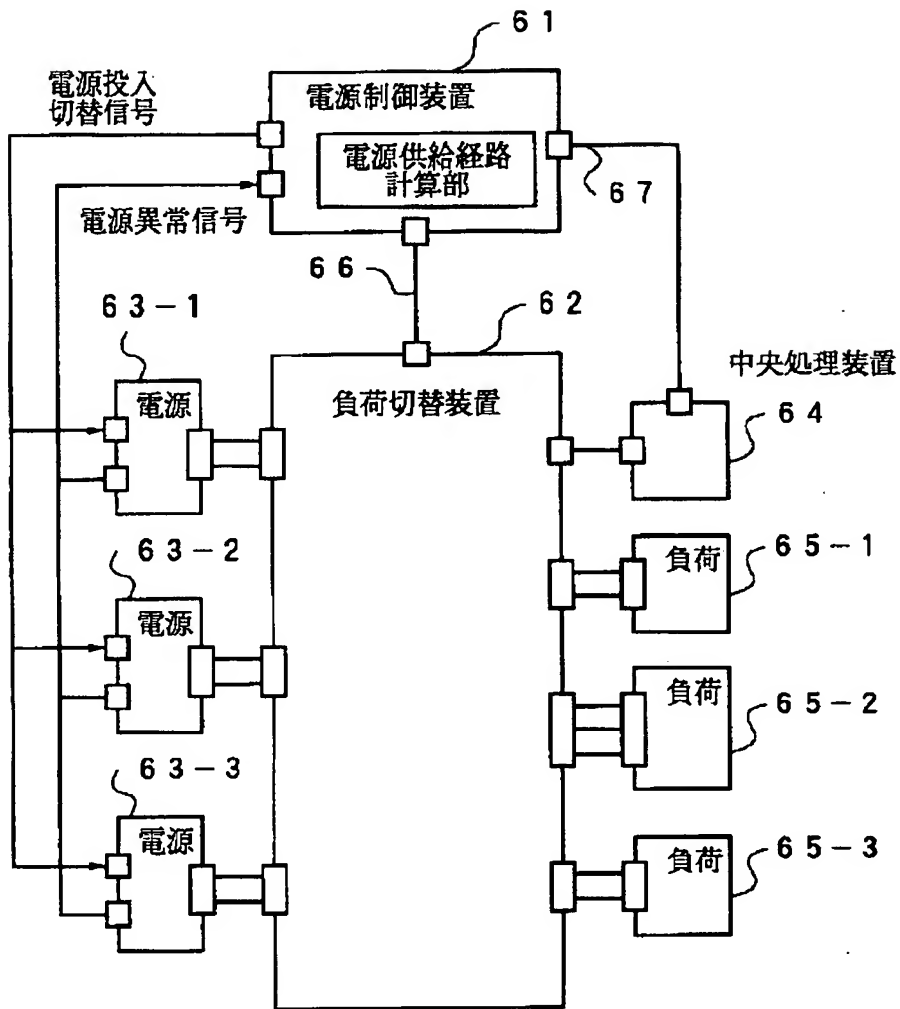 61
電源投入
切替信号
電源制御装置
電源供給経路
計算部
67
電源異常信号
66
63-1
62
中央処理装置
電源
負荷切替装置
64
63-2
負荷
65-1
電源
負荷
65-2
63-3
電源
負荷
65-3